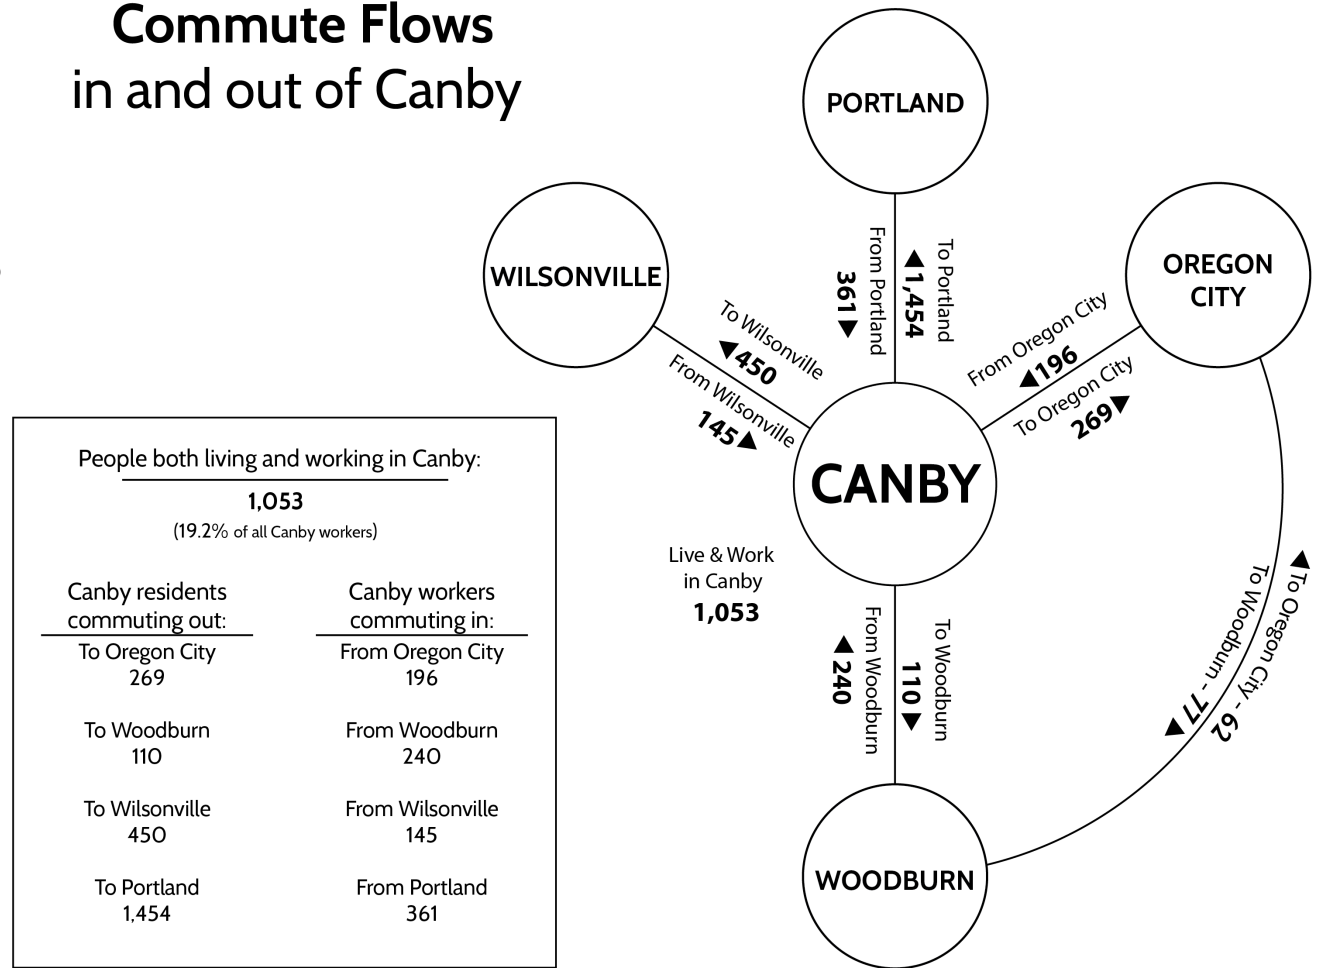 Commute Flows
in and out of Canby
PORTLAND
WILSONVILLE
OREGON
CITY
To Portland
1,454
From Portland
361
To Wilsonville
450
From Wilsonville
145
From Oregon City
196
To Oregon City
269
CANBY
Live & Work
in Canby
1,053
From Woodburn
240
To Woodburn
110
To Woodburn - 77
To Oregon City - 62
WOODBURN
People both living and working in Canby:
1,053
(19.2% of all Canby workers)
Canby residents
commuting out:
To Oregon City
269
To Woodburn
110
To Wilsonville
450
To Portland
1,454
Canby workers
commuting in:
From Oregon City
196
From Woodburn
240
From Wilsonville
145
From Portland
361